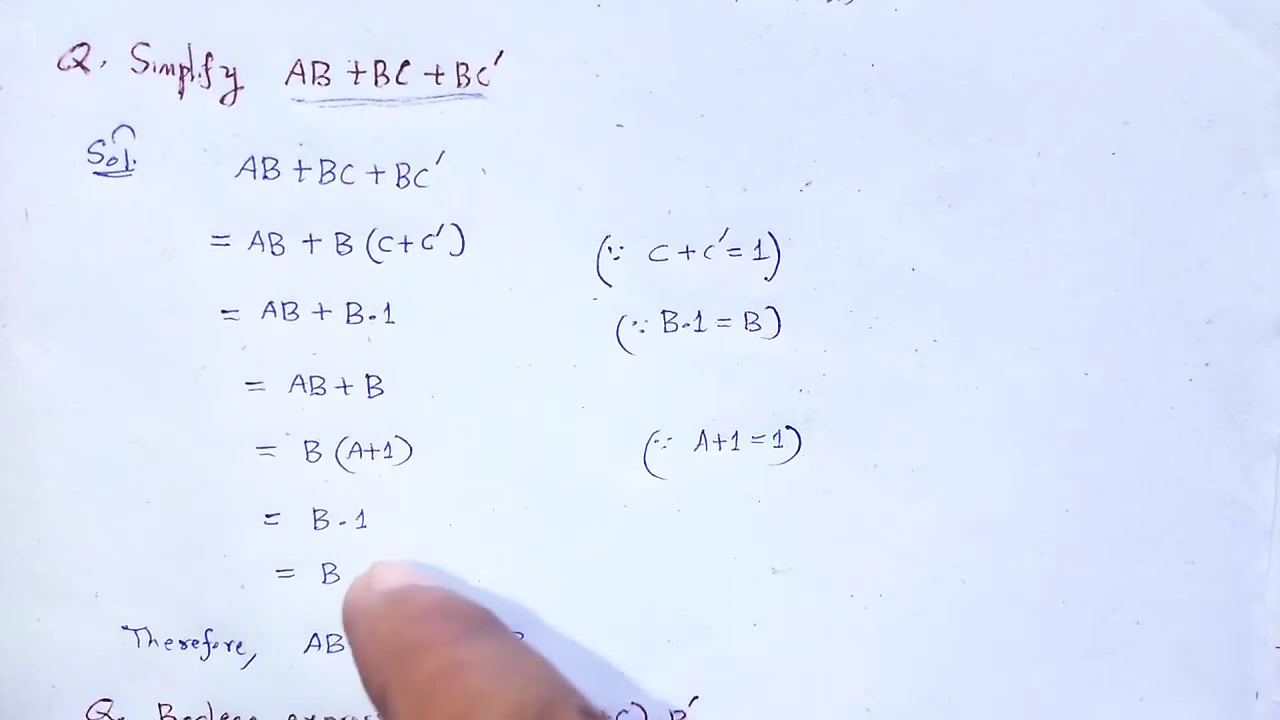 Q. Simplify AB + BC + BC'
Sol. AB + BC + BC'
= AB + B (C + C') (∵ C + C' = 1)
= AB + B·1 (∵ B·1 = B)
= AB + B
= B (A+1) (∵ A+1 = 1)
= B·1
= B
Therefore, AB
Q. Boolean C) B'